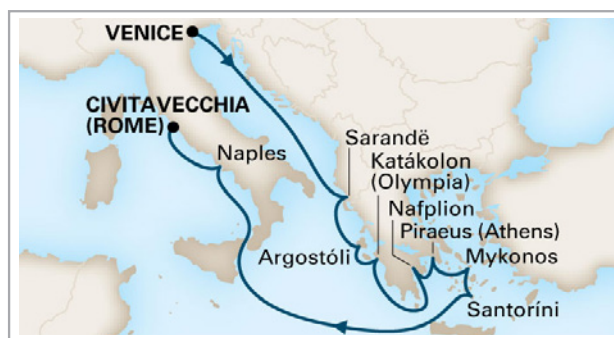 VENICE
CIVITAVECCHIA
(ROME)
Naples
Sarandë
Katákolon
(Olympia)
Nafplion
Piraeus (Athens)
Argostóli
Mykonos
Santoríni